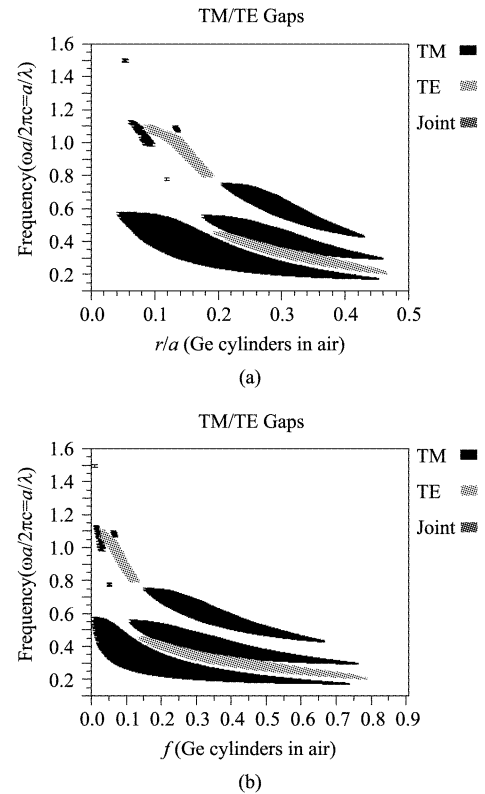 TM/TE Gaps
1.6
1.4
1.2
1.0
0.8
0.6
0.4
0.2
Frequency(ωa/2πc=a/λ)
0.0 0.1 0.2 0.3 0.4 0.5
r/a (Ge cylinders in air)
TM
TE
Joint
(a)
TM/TE Gaps
1.6
1.4
1.2
1.0
0.8
0.6
0.4
0.2
Frequency(ωa/2πc=a/λ)
0.0 0.1 0.2 0.3 0.4 0.5 0.6 0.7 0.8 0.9
f (Ge cylinders in air)
TM
TE
Joint
(b)